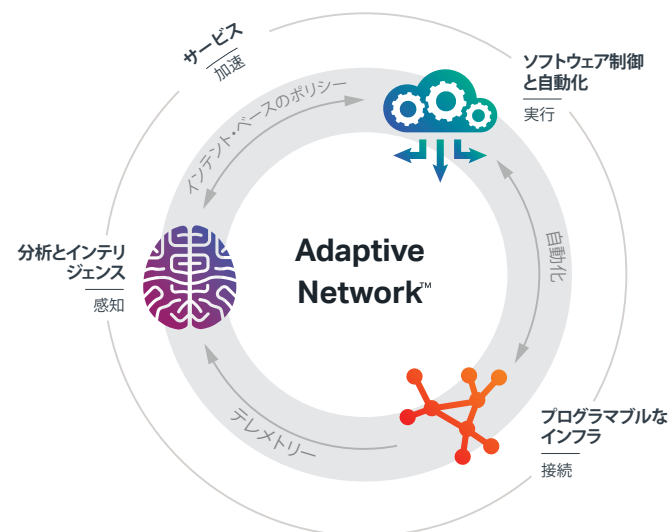 サービス
加速
ソフトウェア制御
と自動化
実行
インテント・ベースのポリシー
自動化
分析とインテリ
ジェンス
感知
Adaptive
Network™
テレメトリー
プログラマブルな
インフラ
接続